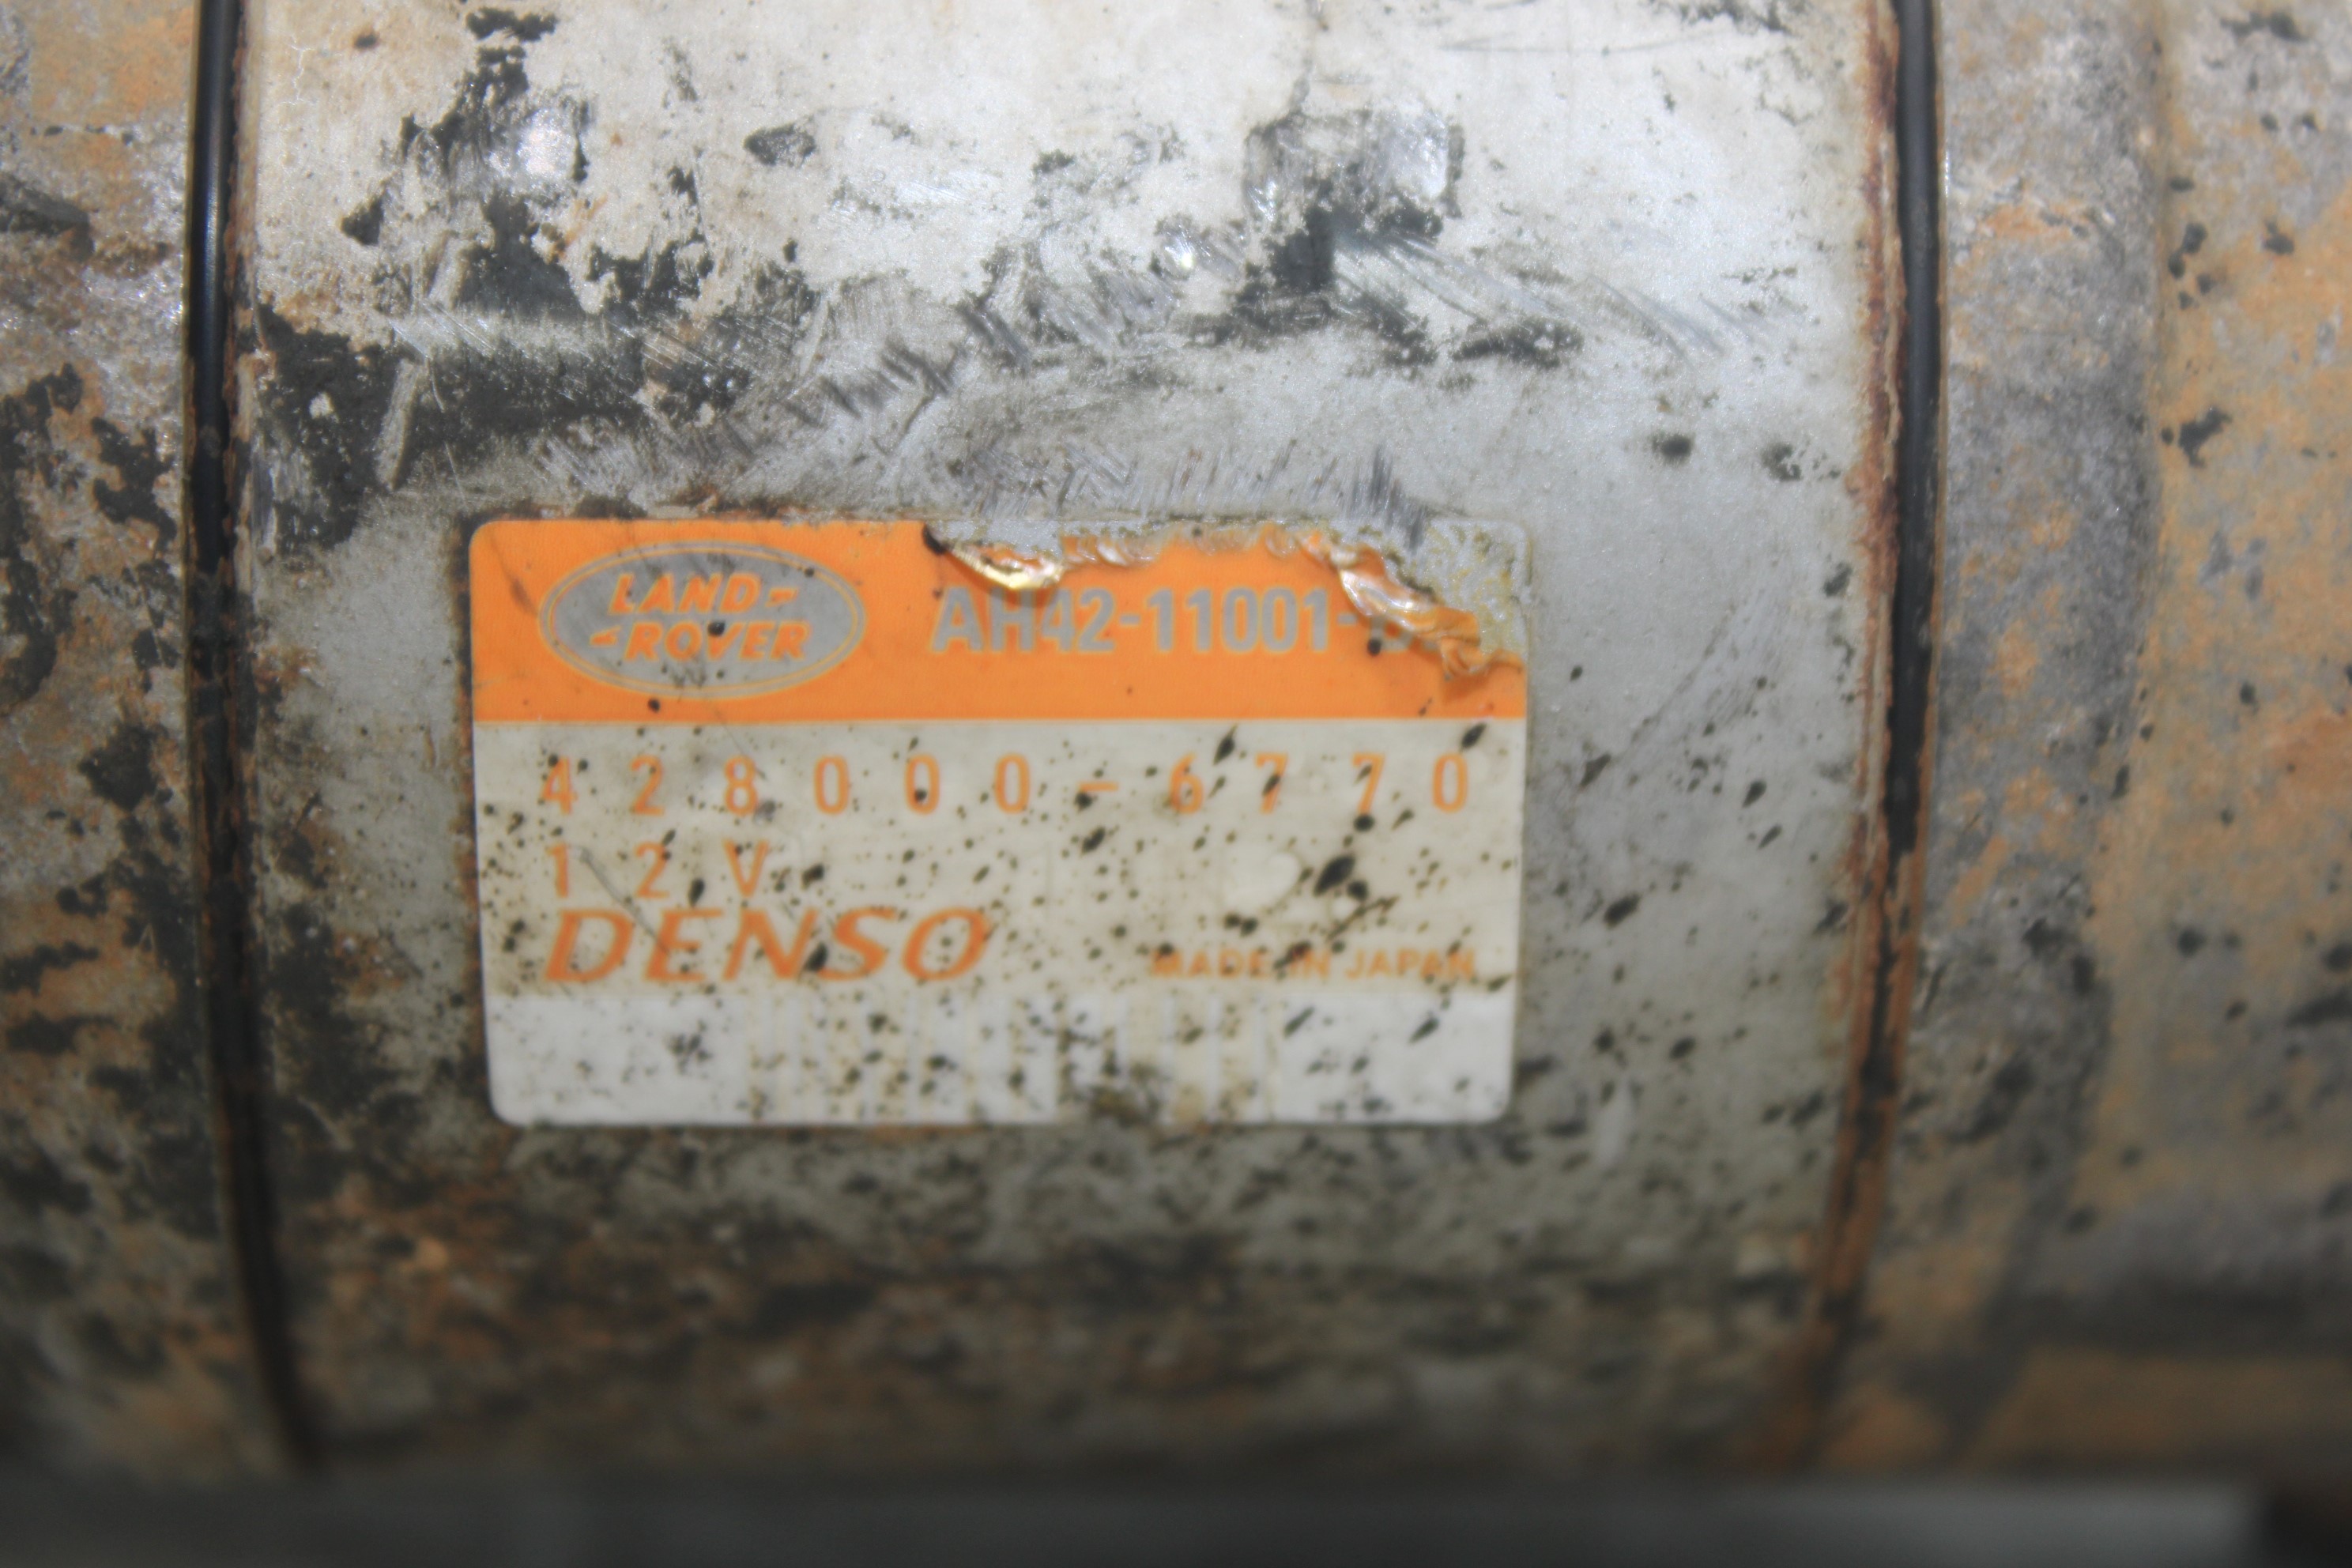 LAND-
-ROVER
AH42-11001-
428000-6770
12V
DENSO
MADE IN JAPAN